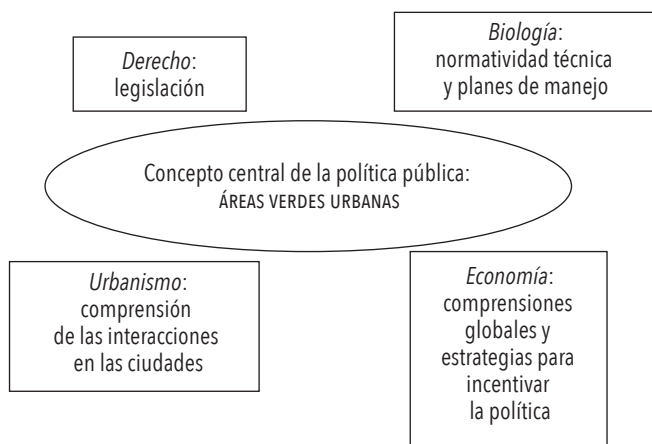 Derecho:
legislación
Biología:
normatividad técnica
y planes de manejo
Concepto central de la política pública:
ÁREAS VERDES URBANAS
Urbanismo:
comprensión
de las interacciones
en las ciudades
Economía:
comprensiones
globales y
estrategias para
incentivar
la política